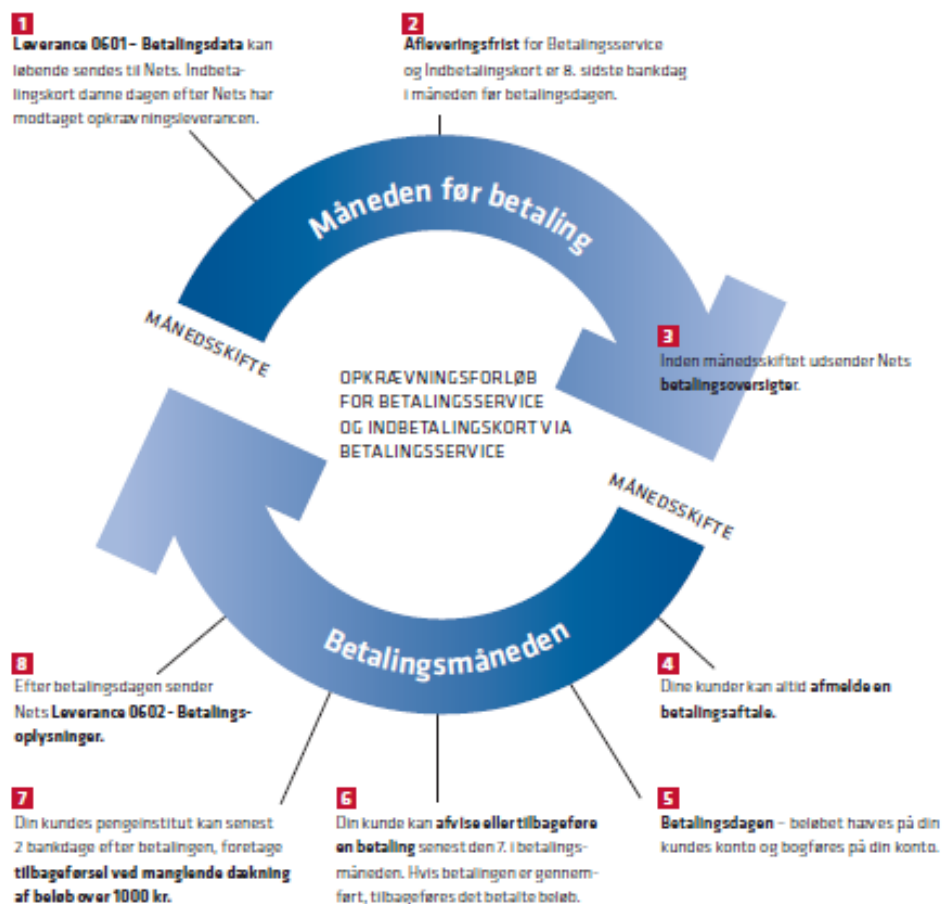 1
Leverance 0601 – Betalingsdata kan
løbende sendes til Nets. Indbeta-
lingskort danne dagen efter Nets har
modtaget opkrævningsleverancen.
2
Afleveringsfrist for Betalingsservice
og Indbetalingskort er 8. sidste bankdag
i måneden før betalingsdagen.
Måneden før betaling
MÅNEDSSKIFTE
3
Inden månedsskiftet udsender Nets
betalingsoversigter.
OPKRÆVNINGSFORLØB
FOR BETALINGSSERVICE
OG INDBETALINGSKORT VIA
BETALINGSSERVICE
MÅNEDSSKIFTE
Betalingsmåneden
4
Dine kunder kan altid afmelde en
betalingsaftale.
5
Betalingsdagen – beløbet hæves på din
kundes konto og bogføres på din konto.
6
Din kunde kan afvise eller tilbageføre
en betaling senest den 7. i betalings-
måneden. Hvis betalingen er gennem-
ført, tilbageføres det betalte beløb.
7
Din kundes pengeinstitut kan senest
2 bankdage efter betalingen, foretage
tilbageførsel ved manglende dækning
af beløb over 1000 kr.
8
Efter betalingsdagen sender
Nets Leverance 0602 - Betalings-
oplysninger.